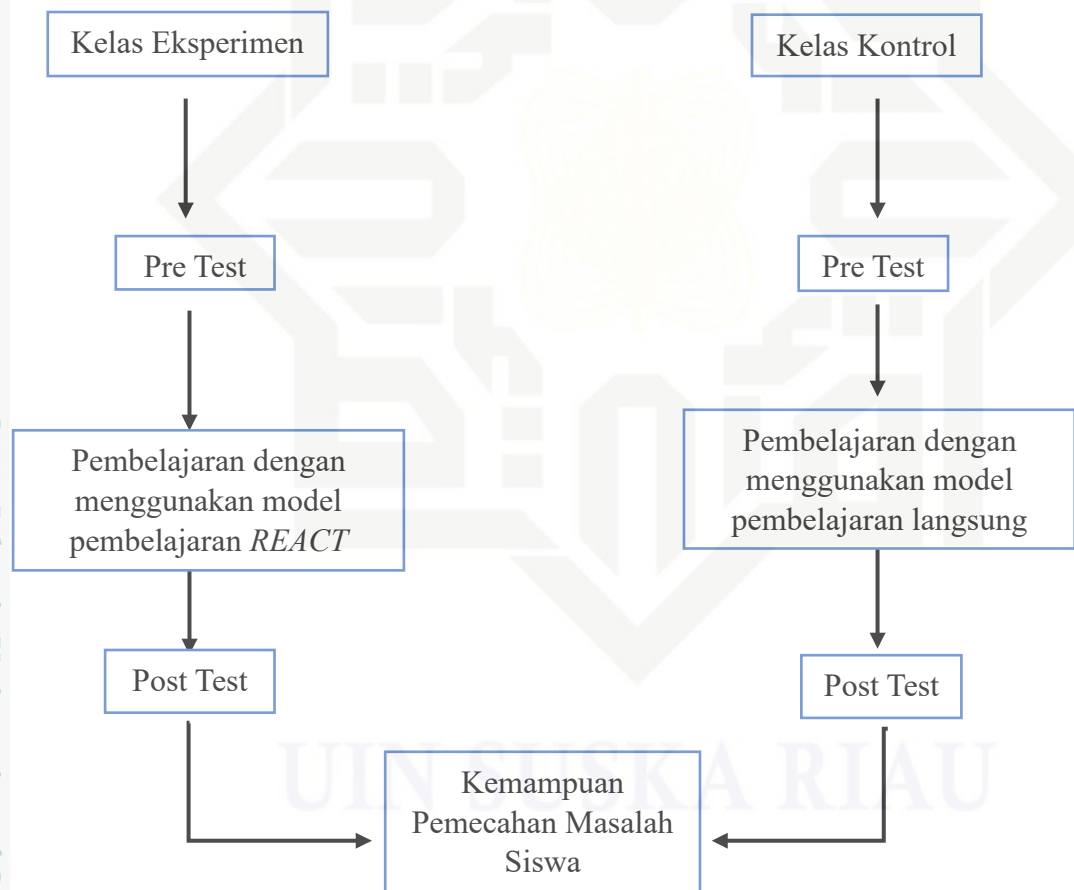 Kelas Eksperimen
Kelas Kontrol
Pre Test
Pre Test
Pembelajaran dengan
menggunakan model
pembelajaran REACT
Pembelajaran dengan
menggunakan model
pembelajaran langsung
Post Test
Post Test
Kemampuan
Pemecahan Masalah
Siswa
UIN SUSKA RIAU